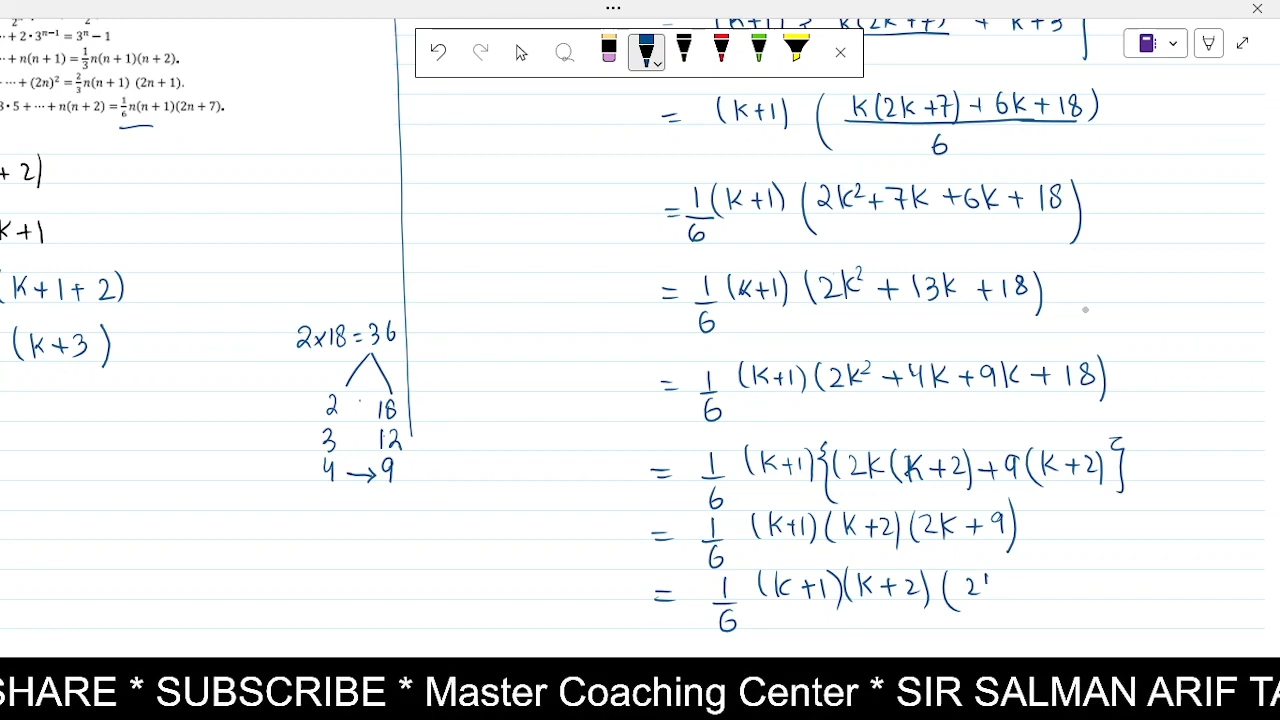 ⋯ + 2 • 3ⁿ⁻¹ = 3ⁿ − 1
⋯ + n(n + 1) = 1/3 n(n + 1)(n + 2).
⋯ + (2n)² = 2/3 n(n + 1) (2n + 1).
3 • 5 + ⋯ + n(n + 2) = 1/6 n(n + 1)(2n + 7).
+ 2)
K+1
(K+1+2)
(K+3)
2×18=36
2 18
3 12
4 → 9
= (K+1) ( K(2K+7)+6K+18 / 6 )
= 1/6 (K+1) (2K²+7K+6K+18)
= 1/6 (K+1) (2K²+13K+18)
= 1/6 (K+1)(2K²+4K+9K+18)
= 1/6 (K+1){(2K(K+2)+9(K+2)}
= 1/6 (K+1)(K+2)(2K+9)
= 1/6 (K+1)(K+2)(2
SHARE * SUBSCRIBE * Master Coaching Center * SIR SALMAN ARIF TA